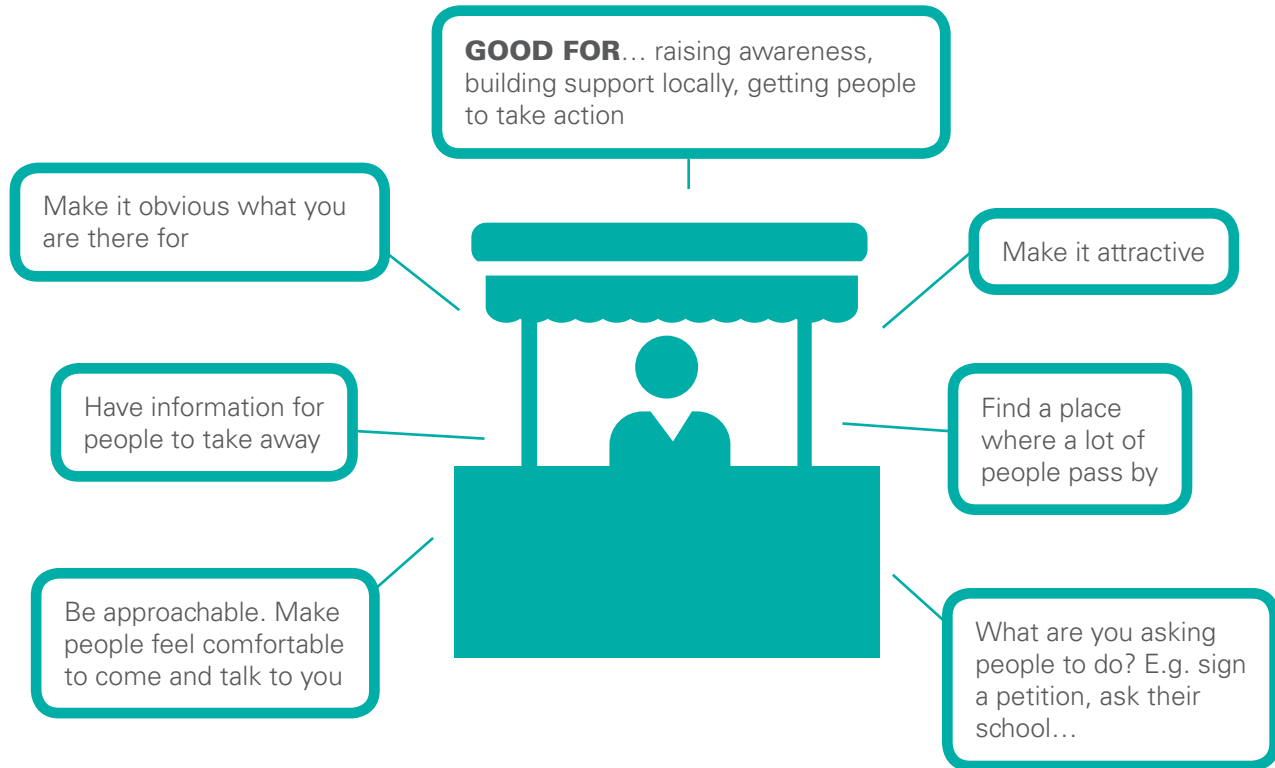 GOOD FOR… raising awareness,
building support locally, getting people
to take action
Make it obvious what you
are there for
Make it attractive
Have information for
people to take away
Find a place
where a lot of
people pass by
Be approachable. Make
people feel comfortable
to come and talk to you
What are you asking
people to do? E.g. sign
a petition, ask their
school…